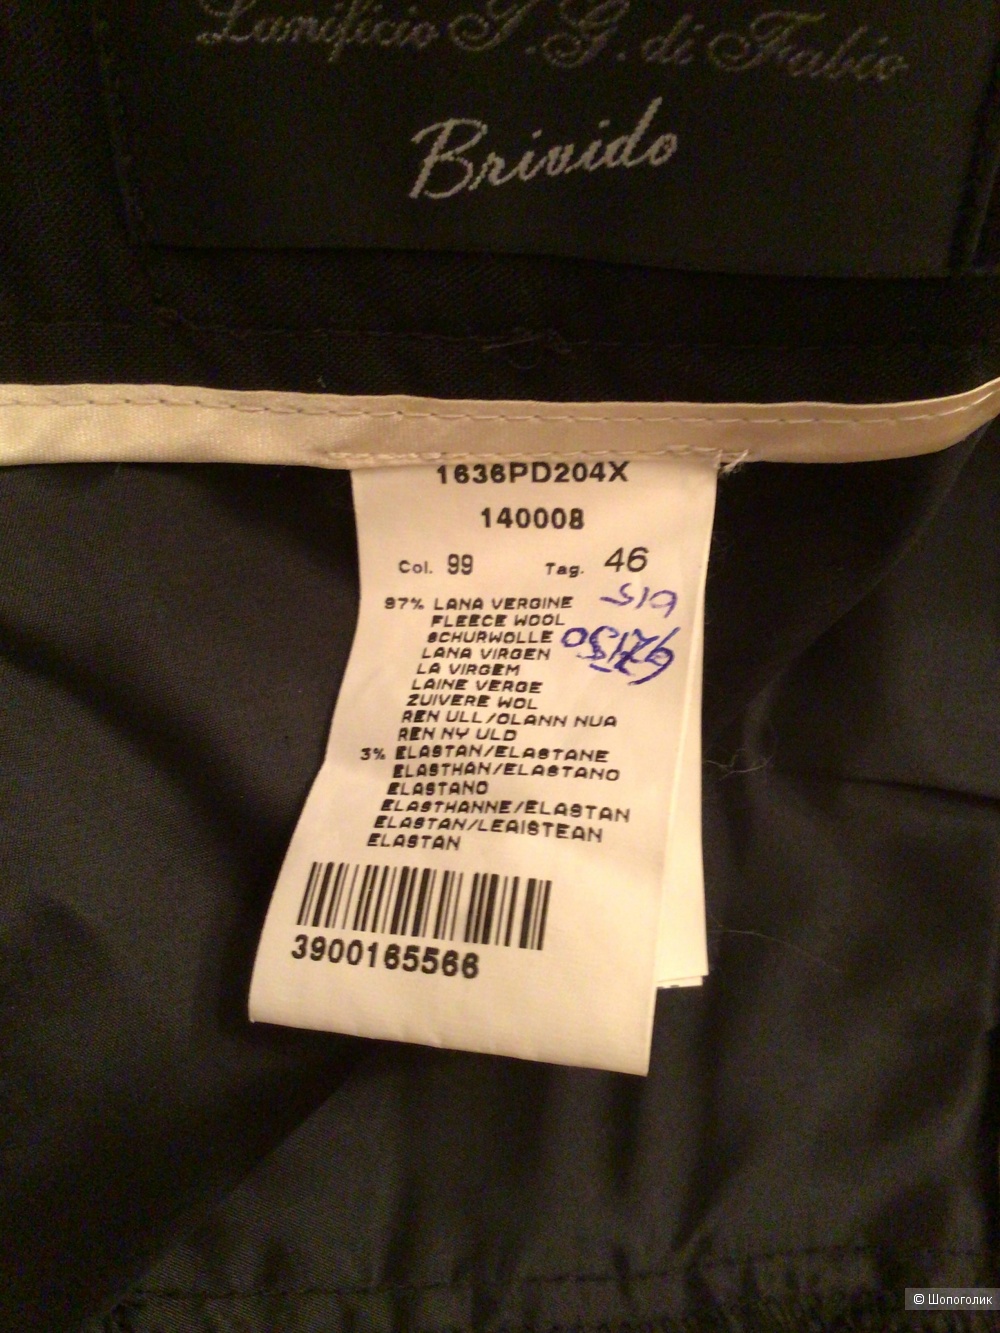 Lanificio F.G. di Fabio
Brivido
1636PD204X
140008
Col. 99 Tag. 46
97% LANA VERGINE
FLEECE WOOL
SCHURWOLLE
LANA VIRGEN
LA VIRGEM
LAINE VERGE
ZUIVERE WOL
REN ULL/OLANN NUA
REN NY ULD
3% ELASTAN/ELASTANE
ELASTHAN/ELASTANO
ELASTANO
ELASTHANNE/ELASTAN
ELASTAN/LEAISTEAN
ELASTAN
3900165566
© Шопоголик